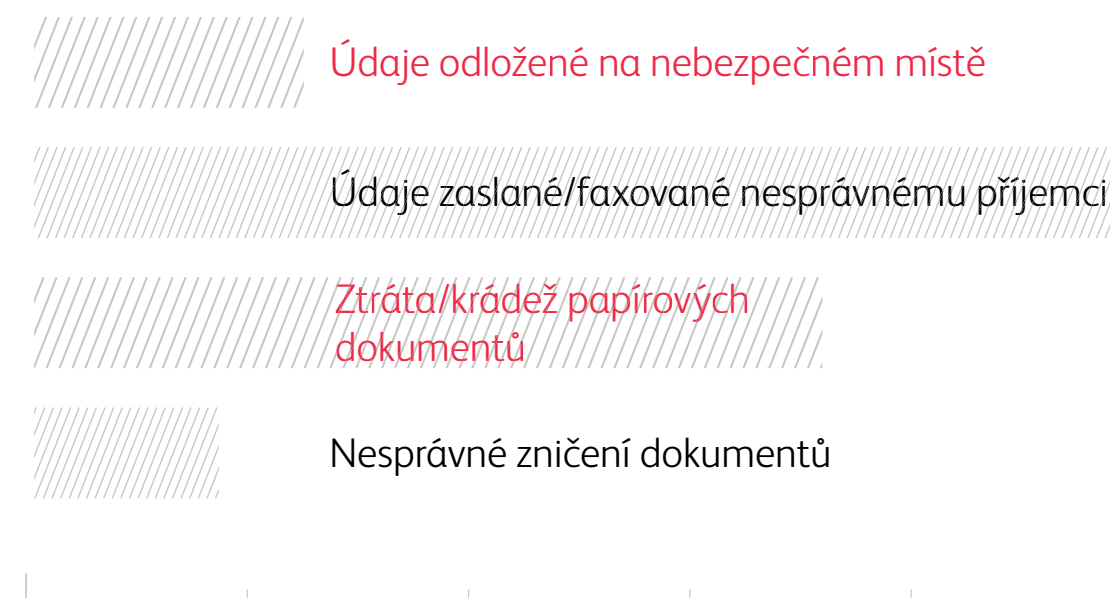 Údaje odložené na nebezpečném místě
Údaje zaslané/faxované nesprávnému příjemci
Ztráta/krádež papírových
dokumentů
Nesprávné zničení dokumentů